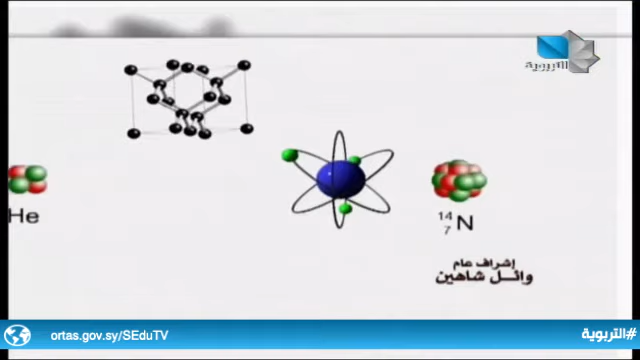 التربوية
He
14
7 N
إشراف عام
وائل شاهين
ortas.gov.sy/SEduTV
#التربوية